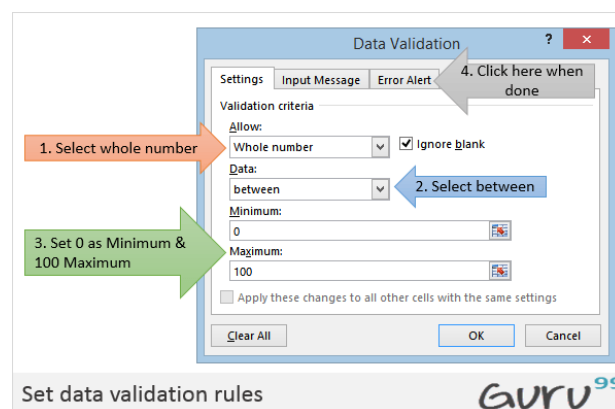 Data Validation
?
Settings
Input Message
Error Alert
4. Click here when
done
Validation criteria
Allow:
1. Select whole number
Whole number
Ignore blank
Data:
between
2. Select between
Minimum:
0
3. Set 0 as Minimum &
100 Maximum
Maximum:
100
Apply these changes to all other cells with the same settings
Clear All
OK
Cancel
Set data validation rules
Guru99